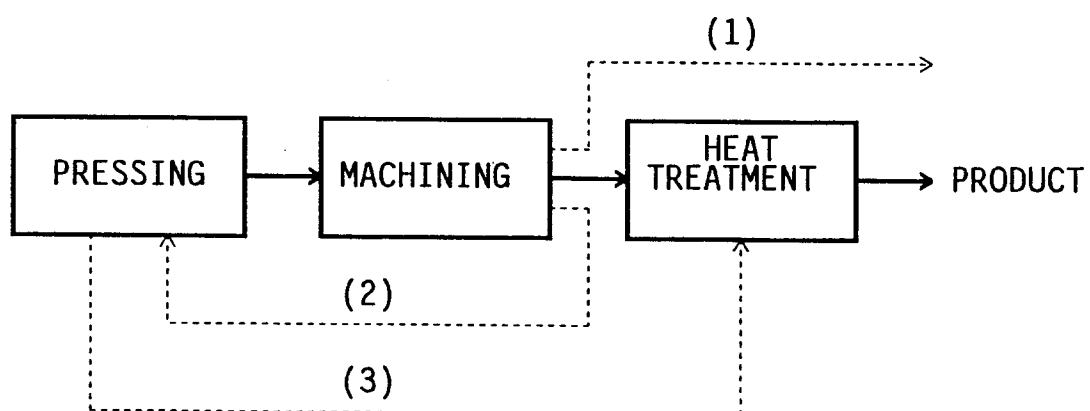 (1)
PRESSING
MACHINING
HEAT
TREATMENT
PRODUCT
(2)
(3)